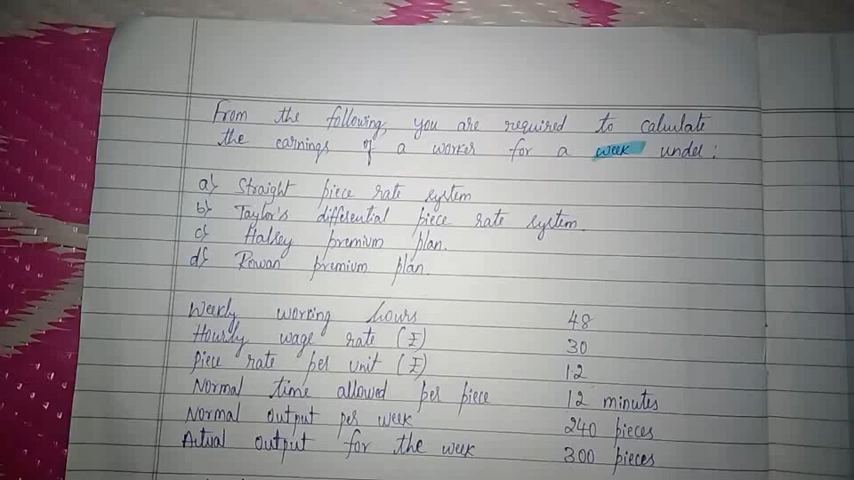 From the following, you are required to calculate
the earnings of a worker for a week under:
a) Straight piece rate system
b) Taylor's differential piece rate system.
c) Halsey premium plan.
d) Rowan premium plan.
Weekly working hours 48
Hourly wage rate (₹) 30
Piece rate per unit (₹) 12
Normal time allowed per piece 12 minutes
Normal output per week 240 pieces
Actual output for the week 300 pieces